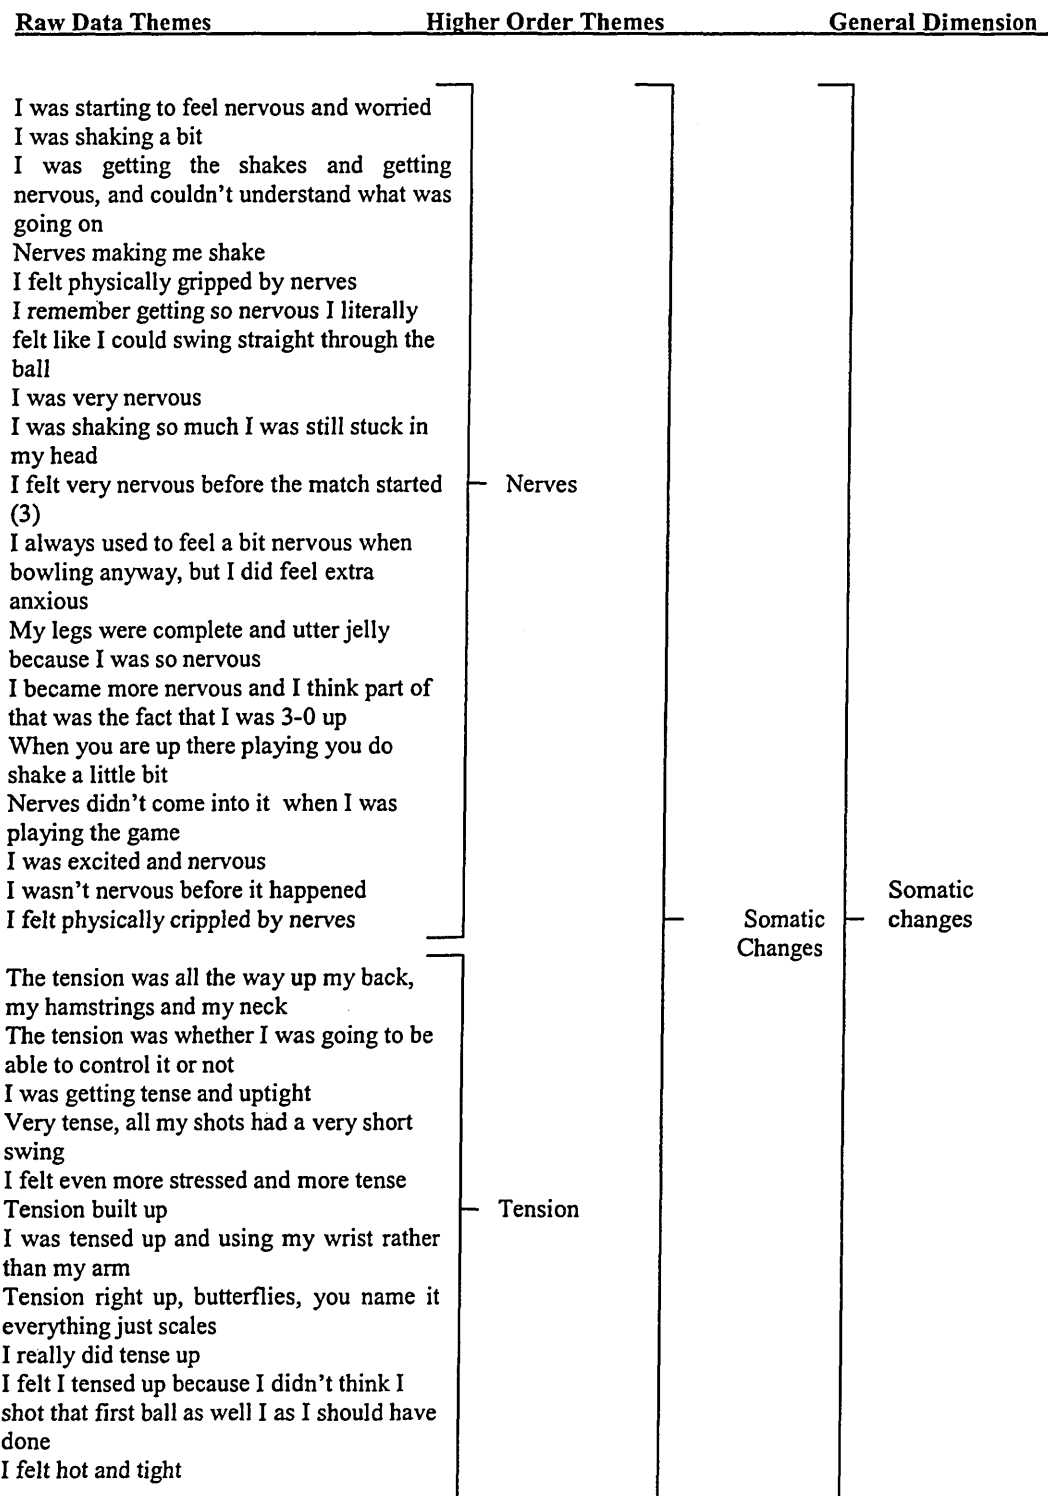 Raw Data Themes Higher Order Themes General Dimension
I was starting to feel nervous and worried
I was shaking a bit
I was getting the shakes and getting
nervous, and couldn't understand what was
going on
Nerves making me shake
I felt physically gripped by nerves
I remember getting so nervous I literally
felt like I could swing straight through the
ball
I was very nervous
I was shaking so much I was still stuck in
my head
I felt very nervous before the match started
(3)
Nerves
I always used to feel a bit nervous when
bowling anyway, but I did feel extra
anxious
My legs were complete and utter jelly
because I was so nervous
I became more nervous and I think part of
that was the fact that I was 3-0 up
When you are up there playing you do
shake a little bit
Nerves didn't come into it when I was
playing the game
I was excited and nervous
I wasn't nervous before it happened
I felt physically crippled by nerves
Somatic
Changes
Somatic
changes
The tension was all the way up my back,
my hamstrings and my neck
The tension was whether I was going to be
able to control it or not
I was getting tense and uptight
Very tense, all my shots had a very short
swing
I felt even more stressed and more tense
Tension built up
Tension
I was tensed up and using my wrist rather
than my arm
Tension right up, butterflies, you name it
everything just scales
I really did tense up
I felt I tensed up because I didn't think I
shot that first ball as well I as I should have
done
I felt hot and tight